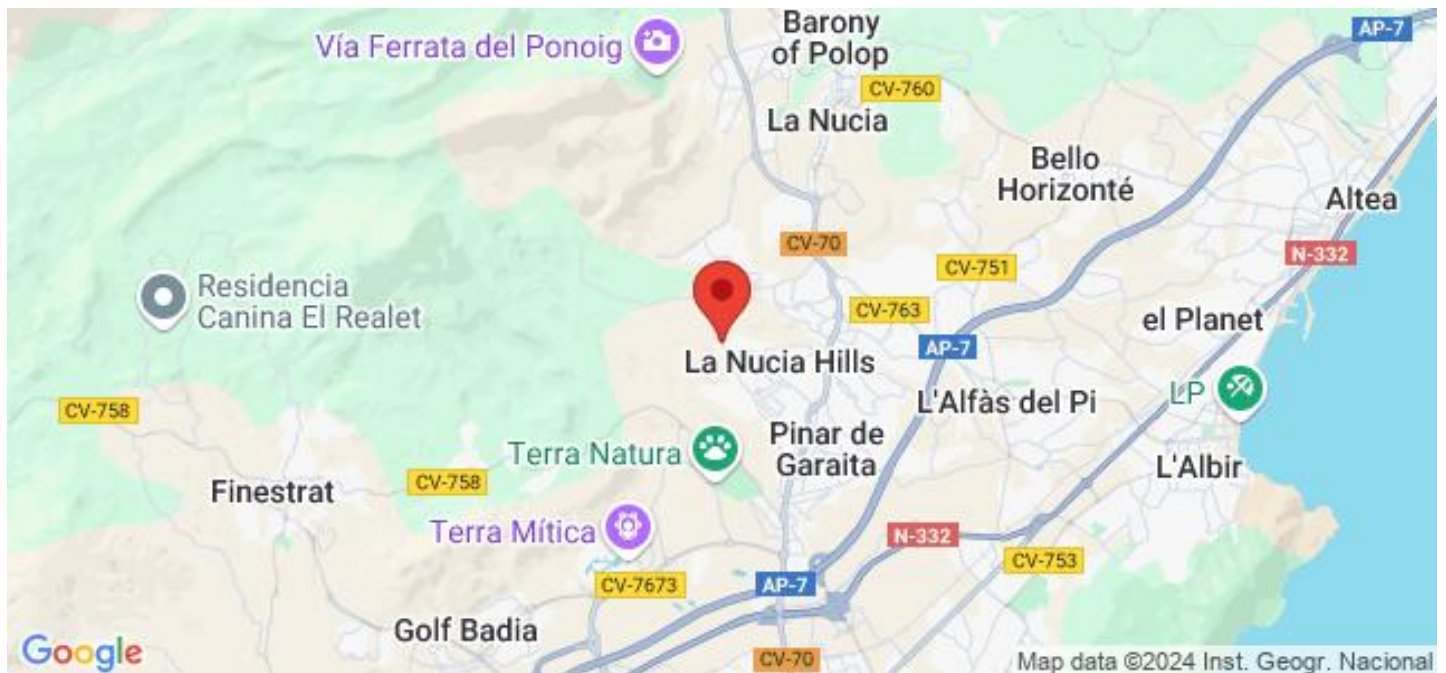 Barony
of Polop
AP-7
Vía Ferrata del Ponoig
CV-760
La Nucia
Bello
Horizonté
Altea
CV-70
N-332
CV-751
Residencia
Canina El Realet
CV-763
el Planet
AP-7
La Nucia Hills
LP
L'Alfàs del Pi
CV-758
Pinar de
Garaita
Terra Natura
L'Albir
CV-758
Finestrat
Terra Mítica
N-332
CV-753
CV-7673
AP-7
Golf Badia
Google
CV-70
Map data ©2024 Inst. Geogr. Nacional